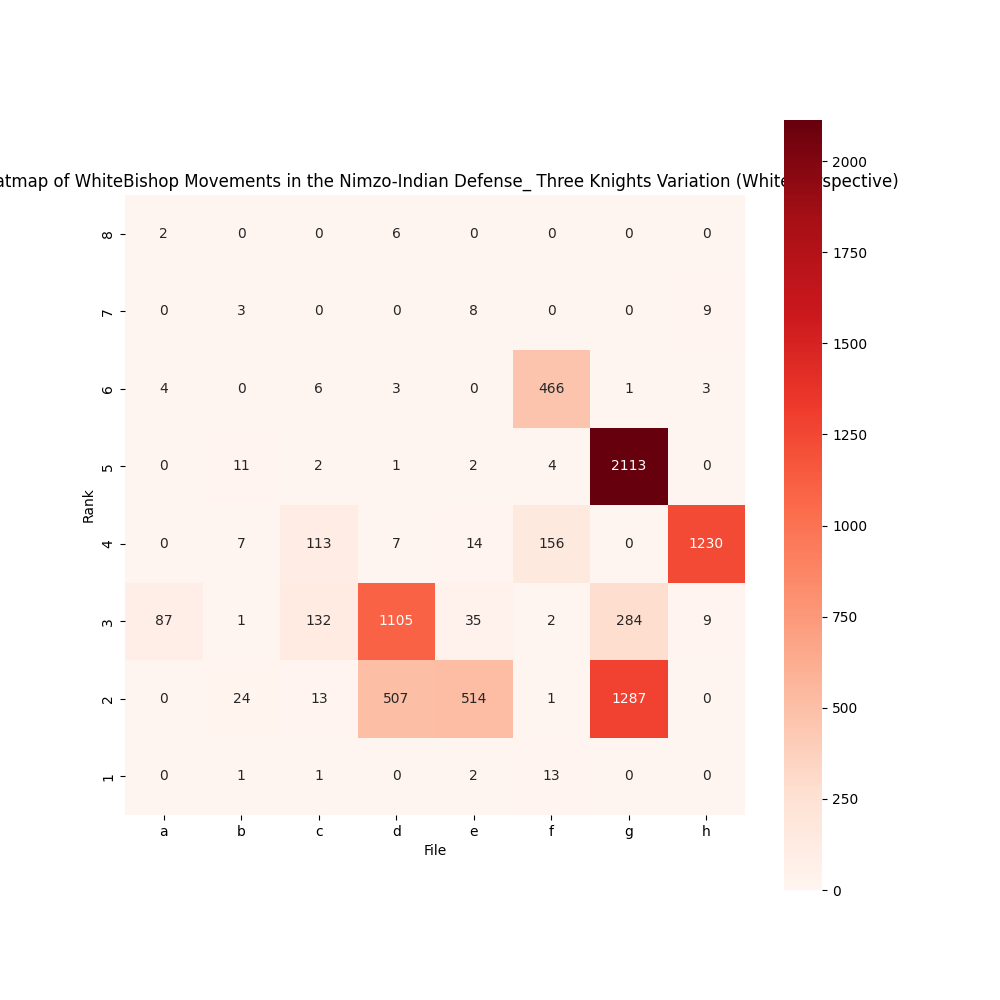 atmap of WhiteBishop Movements in the Nimzo-Indian Defense_ Three Knights Variation (White spective)
8 2 0 0 6 0 0 0 0
7 0 3 0 0 8 0 0 9
6 4 0 6 3 0 466 1 3
5 0 11 2 1 2 4 2113 0
4 0 7 113 7 14 156 0 1230
3 87 1 132 1105 35 2 284 9
2 0 24 13 507 514 1 1287 0
1 0 1 1 0 2 13 0 0
a b c d e f g h
Rank
File
2000
1750
1500
1250
1000
750
500
250
0